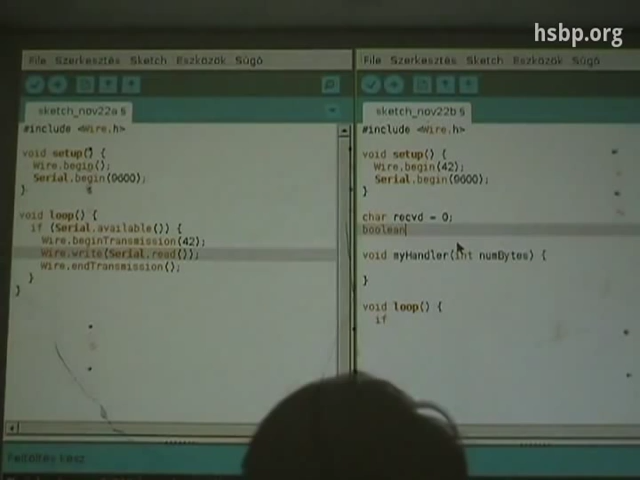 hsbp.org
File Szerkesztés Sketch Eszközök Súgó
sketch_nov22a §
#include <Wire.h>
void setup() {
Wire.begin();
Serial.begin(9600);
}
void loop() {
if (Serial.available()) {
Wire.beginTransmission(42);
Wire.write(Serial.read());
Wire.endTransmission();
}
}
Feltöltés kész
File Szerkesztés Sketch Eszközök Súgó
sketch_nov22b §
#include <Wire.h>
void setup() {
Wire.begin(42);
Serial.begin(9600);
}
char recvd = 0;
boolean
void myHandler(int numBytes) {
}
void loop() {
if